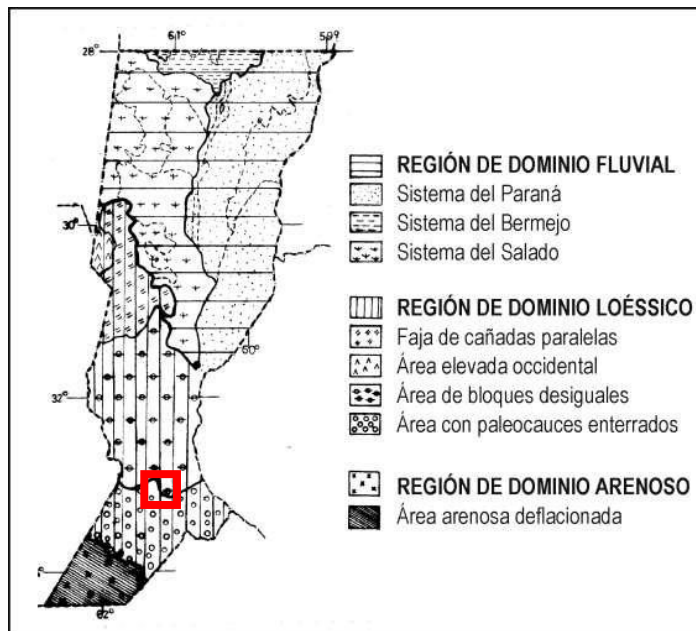 61°
59°
28°
30°
60°
32°
62°
REGIÓN DE DOMINIO FLUVIAL
Sistema del Paraná
Sistema del Bermejo
Sistema del Salado
REGIÓN DE DOMINIO LOÉSSICO
Faja de cañadas paralelas
Área elevada occidental
Área de bloques desiguales
Área con paleocauces enterrados
REGIÓN DE DOMINIO ARENOSO
Área arenosa deflacionada